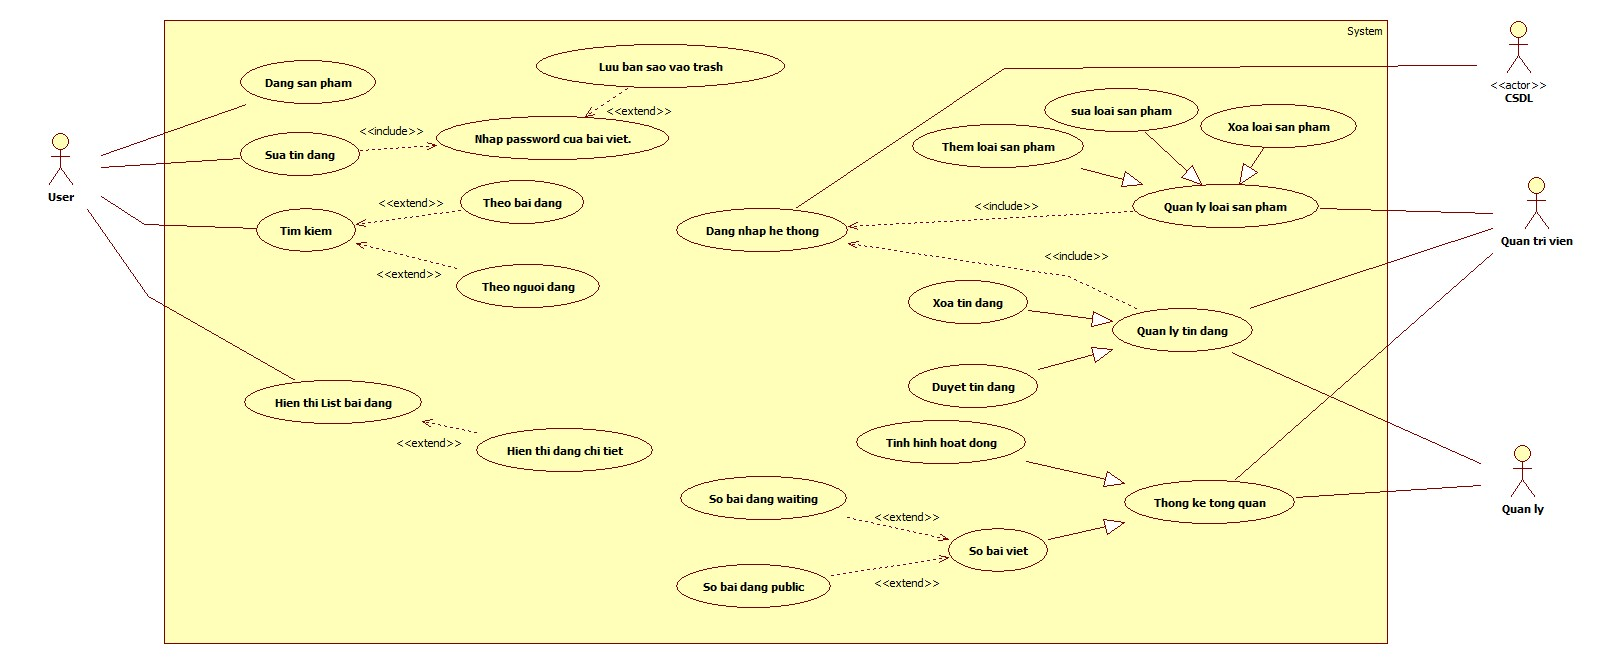 System
Luu ban sao vao trash
Dang san pham
<<extend>>
<<actor>>
CSDL
sua loai san pham
Xoa loai san pham
<<include>>
Nhap password cua bai viet.
Sua tin dang
Them loai san pham
User
Theo bai dang
<<extend>>
<<include>>
Quan ly loai san pham
Tim kiem
Dang nhap he thong
Quan tri vien
<<include>>
<<extend>>
Theo nguoi dang
Xoa tin dang
Quan ly tin dang
Duyet tin dang
Hien thi List bai dang
<<extend>>
Hien thi dang chi tiet
Tinh hinh hoat dong
So bai dang waiting
Thong ke tong quan
Quan ly
<<extend>>
So bai viet
<<extend>>
So bai dang public